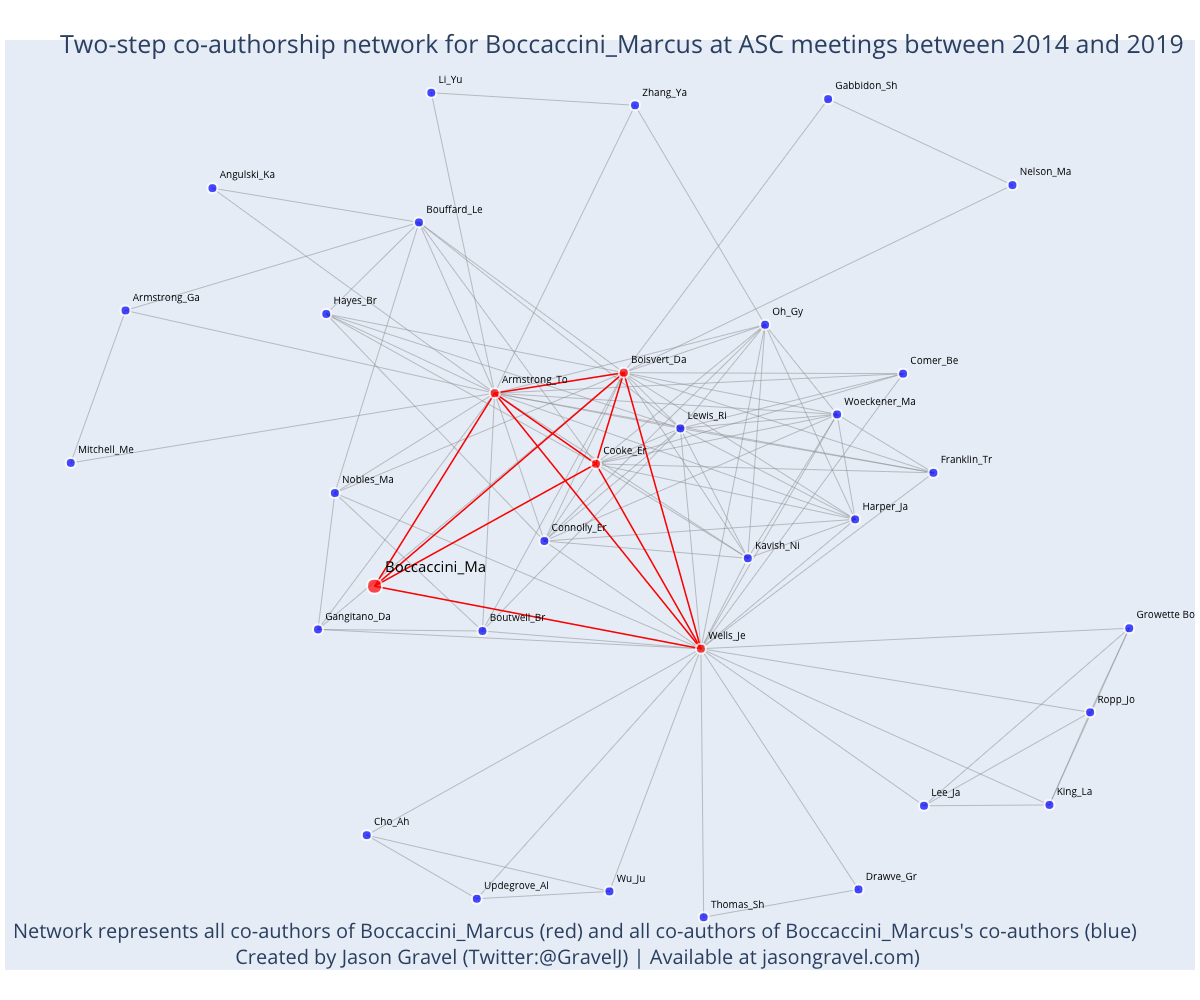 Two-step co-authorship network for Boccaccini_Marcus at ASC meetings between 2014 and 2019
Li_Yu
Zhang_Ya
Gabbidon_Sh
Angulski_Ka
Nelson_Ma
Bouffard_Le
Armstrong_Ga
Hayes_Br
Oh_Gy
Boisvert_Da
Comer_Be
Armstrong_To
Woeckener_Ma
Lewis_Ri
Mitchell_Me
Cooke_Er
Franklin_Tr
Nobles_Ma
Harper_Ja
Connolly_Er
Kavish_Ni
Boccaccini_Ma
Gangitano_Da
Boutwell_Br
Growette Bo
Wells_Je
Ropp_Jo
Lee_Ja
King_La
Cho_Ah
Drawve_Gr
Wu_Ju
Updegrove_Al
Thomas_Sh
Network represents all co-authors of Boccaccini_Marcus (red) and all co-authors of Boccaccini_Marcus's co-authors (blue)
Created by Jason Gravel (Twitter:@GravelJ) | Available at jasongravel.com)